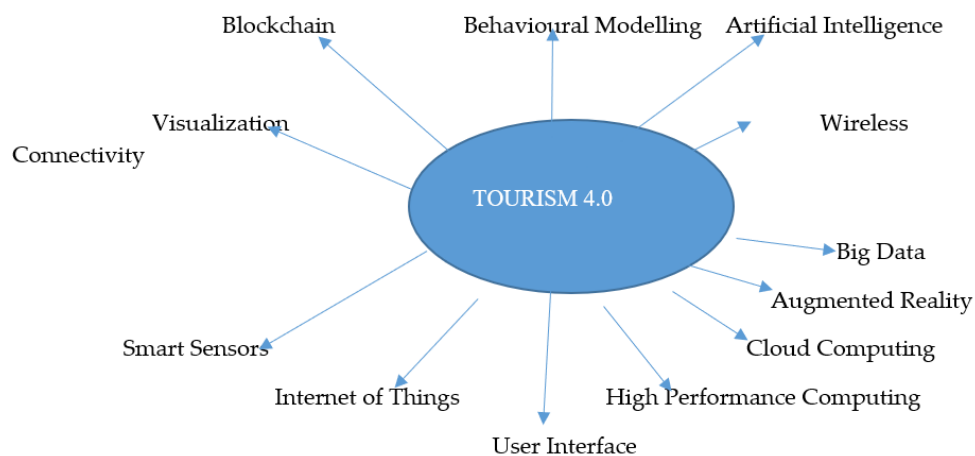 Blockchain Behavioural Modelling Artificial Intelligence
Visualization Wireless
Connectivity
TOURISM 4.0
Big Data
Augmented Reality
Smart Sensors Cloud Computing
Internet of Things High Performance Computing
User Interface